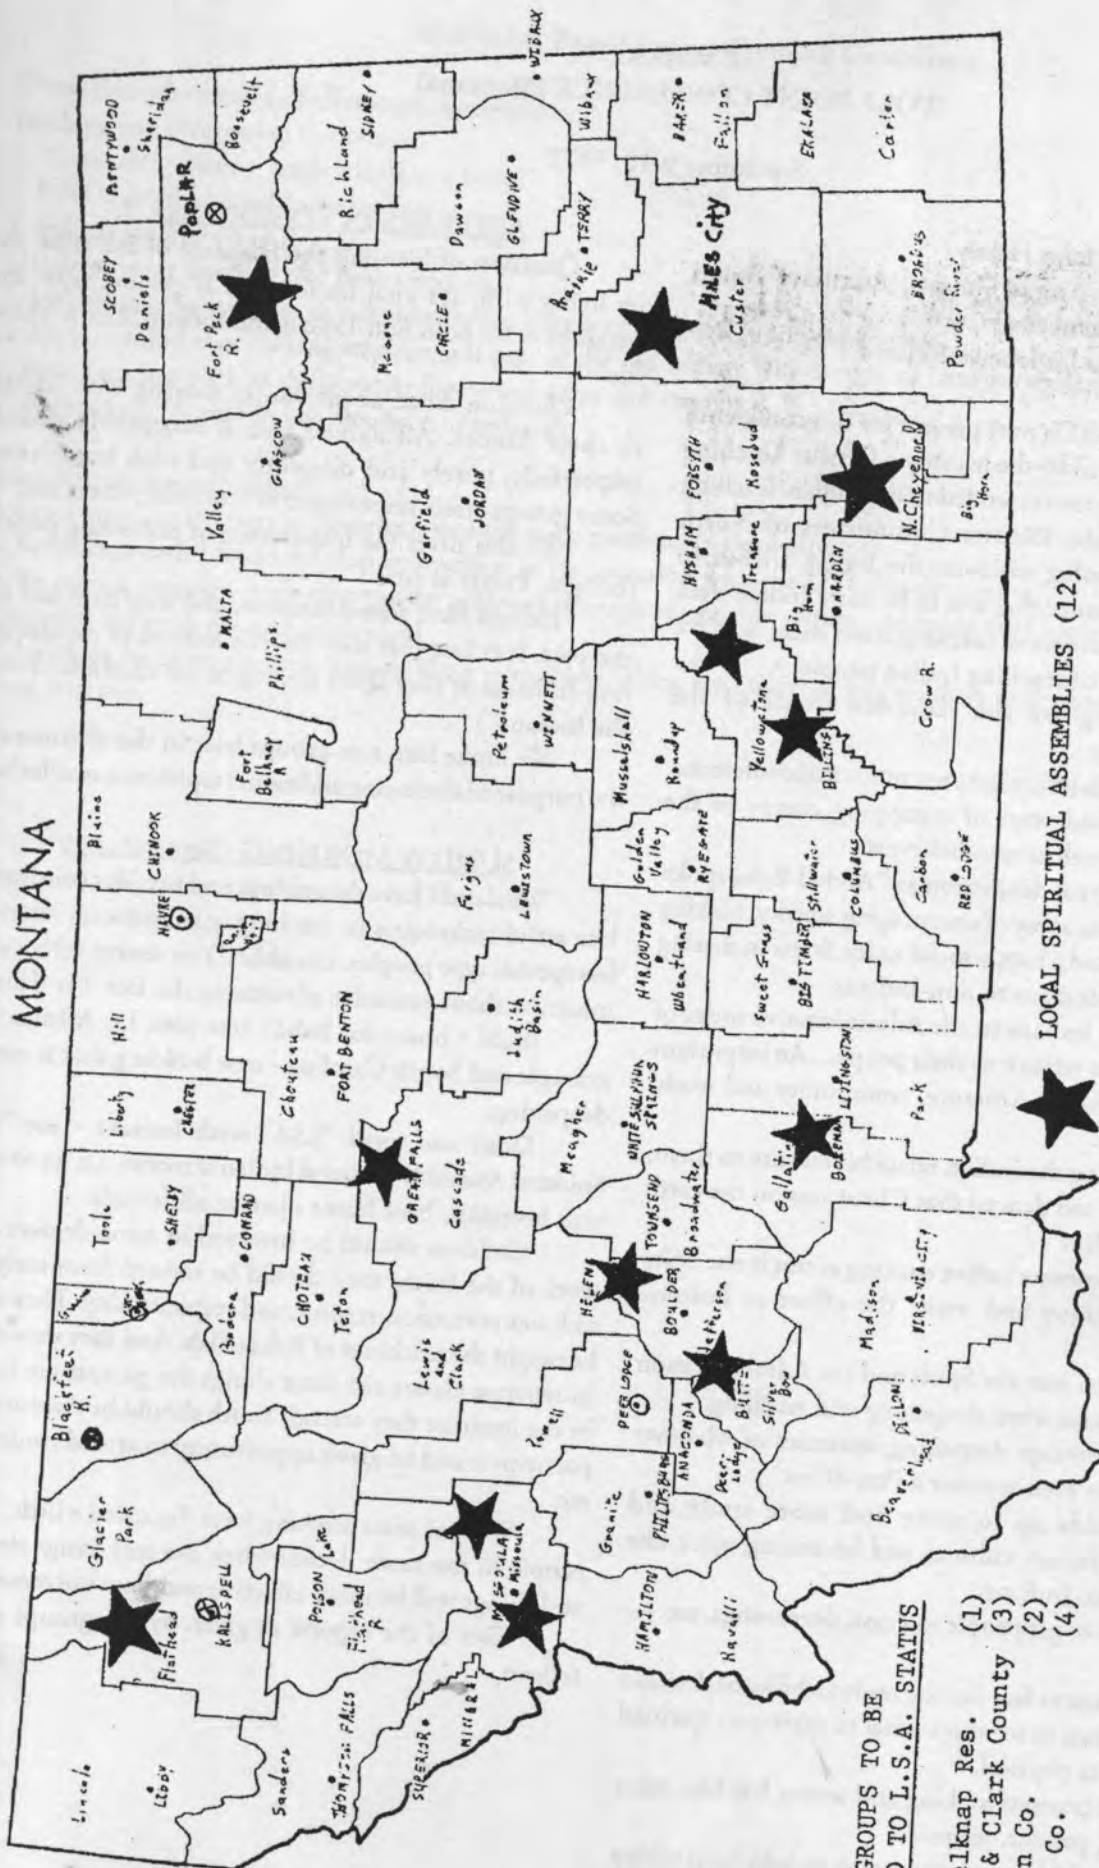 MONTANA
Lincoln
LIBBY
Flathead
KALISPELL
Glacier
Park
Blackfeet
R.
Glacier
Toole
SHELBY
Liberty
CHESTER
Hill
HAVRE
Blaine
CHINOOK
Fort
Belknap
R
Phillips
MALTA
Valley
GLASGOW
Daniels
SCOBEY
Sheridan
Roosevelt
POPLAR
Fort Peck
R.
Richland
SIDNEY
Sanders
THOMPSON FALLS
Lake
POLSON
Flathead
R
Pondera
CONRAD
Teton
CHOTEAU
Chouteau
FORT BENTON
GREAT FALLS
Cascade
Lewis
and
Clark
Judith
Basin
Fergus
LEWISTOWN
Petroleum
WINNETT
Garfield
JORDAN
Mccone
CIRCLE
Dawson
GLENDIVE
WIBAUX
Wibaux
Prairie
TERRY
SUPERIOR
MINERAL
MISSOULA
Missoula
Powell
DEER LODGE
HELENA
Meagher
WHITE SULPHUR
SPRINGS
TOWNSEND
Broadwater
HARLOWTON
Wheatland
Golden
Valley
RYEGATE
Musselshell
Roundup
HYSHAM
Treasure
FORSYTH
Rosebud
MILES CITY
Custer
BAKER
Fallon
HAMILTON
Ravalli
Granite
PHILIPSBURG
ANACONDA
Deer
Lodge
BUTTE
Silver
Bow
BOULDER
Jefferson
Gallatin
BOZEMAN
LIVINGSTON
Park
Sweet Grass
BIG TIMBER
Stillwater
COLUMBUS
Carbon
RED LODGE
Yellowstone
BILLINGS
Big
Horn
HARDIN
Crow R.
N. Cheyenne R
Big
Horn
Powder River
BROADUS
EKALAKA
Carter
Beaverhead
DILLON
Madison
VIRGINIA CITY
LOCAL SPIRITUAL ASSEMBLIES (12)
GROUPS TO BE
D TO L.S.A. STATUS
elknap Res. (1)
& Clark County (3)
n Co. (2)
Co. (4)